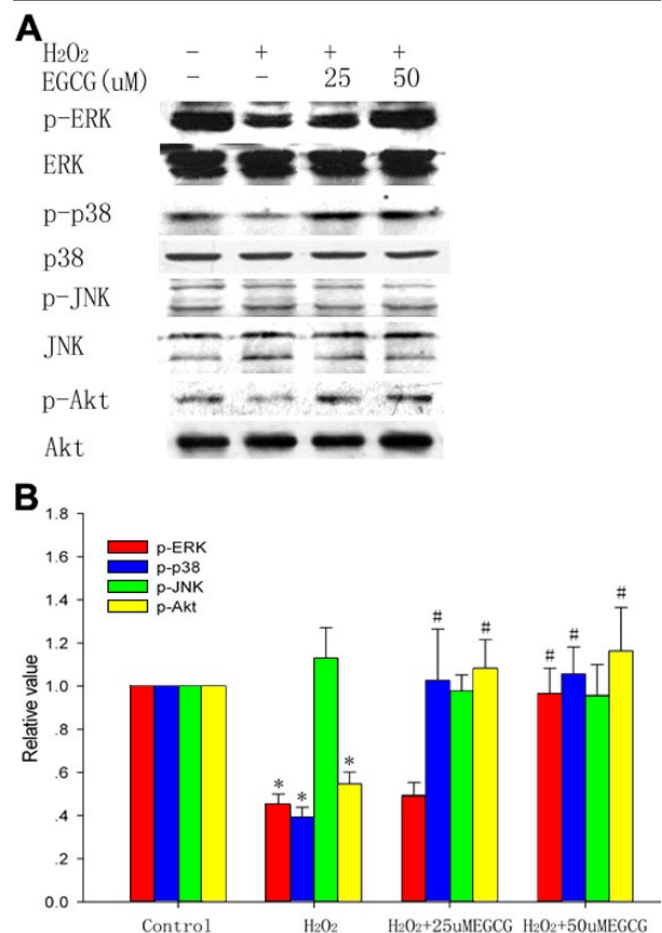 A
H2O2 - + + +
EGCG(uM) - - 25 50
p-ERK
ERK
p-p38
p38
p-JNK
JNK
p-Akt
Akt
B
1.8
1.6
1.4
1.2
1.0
.8
.6
.4
.2
0.0
Relative value
p-ERK
p-p38
p-JNK
p-Akt
* * *
# #
# # #
Control H2O2 H2O2+25uMEGCG H2O2+50uMEGCG